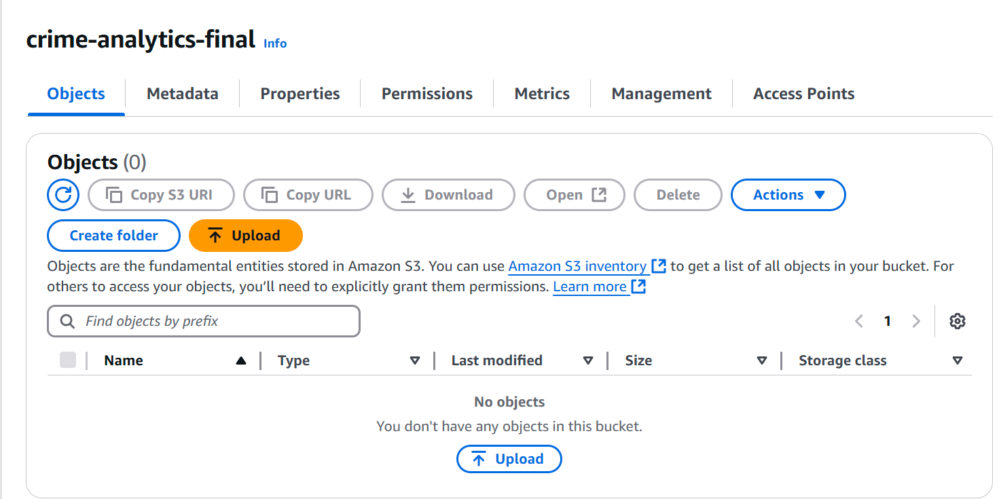 crime-analytics-final Info
Objects Metadata Properties Permissions Metrics Management Access Points
Objects (0)
Copy S3 URI Copy URL Download Open Delete Actions
Create folder Upload
Objects are the fundamental entities stored in Amazon S3. You can use Amazon S3 inventory to get a list of all objects in your bucket. For
others to access your objects, you’ll need to explicitly grant them permissions. Learn more
Find objects by prefix 1
Name Type Last modified Size Storage class
No objects
You don't have any objects in this bucket.
Upload